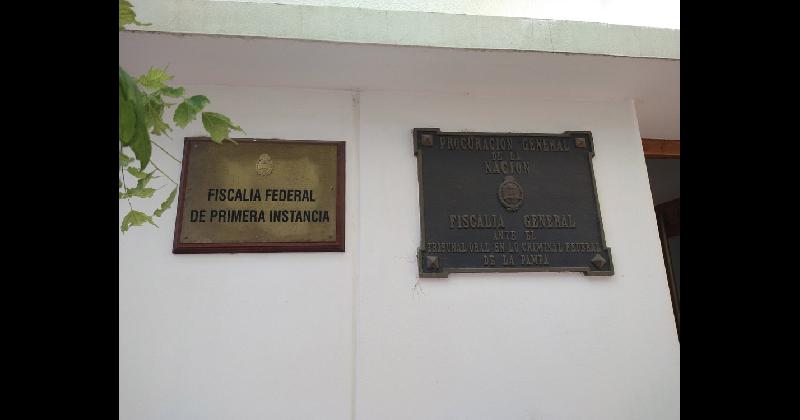 FISCALIA FEDERAL
DE PRIMERA INSTANCIA
PROCURACION GENERAL
DE LA
NACION
FISCALIA GENERAL
ANTE EL
TRIBUNAL ORAL EN LO CRIMINAL FEDERAL
DE LA PAMPA